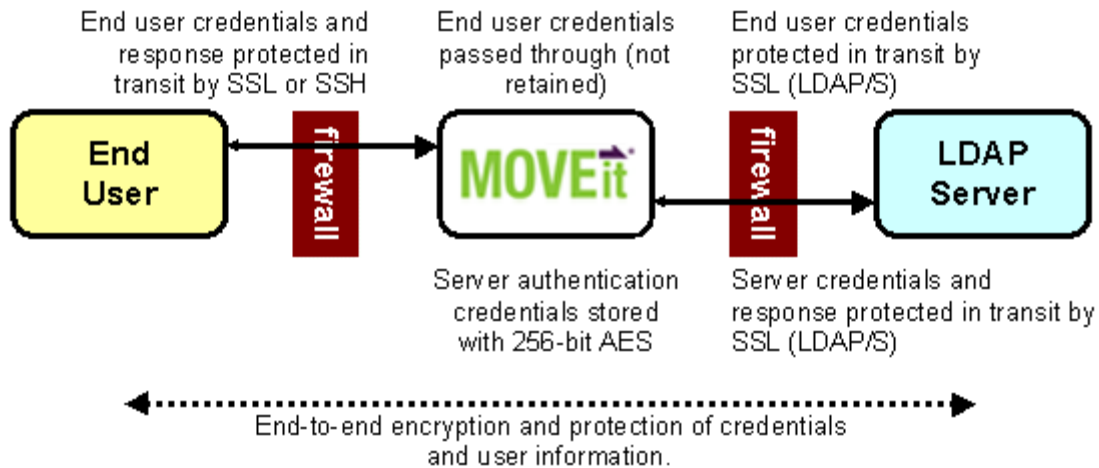 End user credentials and
response protected in
transit by SSL or SSH
End user credentials
passed through (not
retained)
End user credentials
protected in transit by
SSL (LDAP/S)
End
User
firewall
MOVEit
firewall
LDAP
Server
Server authentication
credentials stored
with 256-bit AES
Server credentials and
response protected in transit by
SSL (LDAP/S)
End-to-end encryption and protection of credentials
and user information.